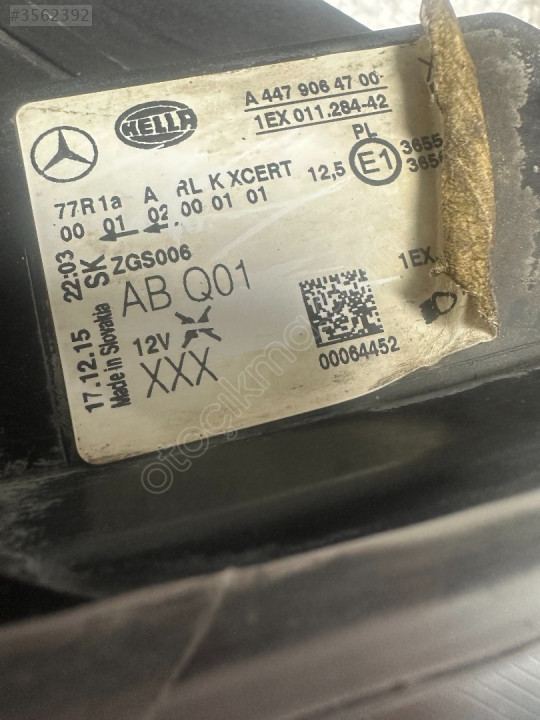 #3562392
HELLA
A 447 906 47 00
1EX 011.284-42
77R1a A RL K XCERT
00 01 02 00 01 01
PL
12,5 E1
3655
ZGS006
SK
AB Q01
12V
XXX
17.12.15 22:03
Made in Slovakia
1EX
00064452